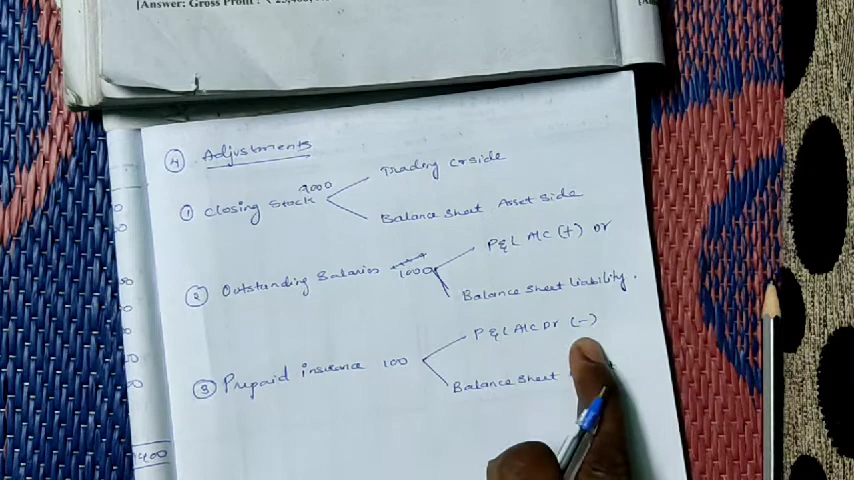 [Answer: Gross Profit : ₹
④ Adjustments
① Closing Stock 9000
Trading Cr side
Balance Sheet Asset Side
② Outstanding Salaries 1000
P&L A/C (+) Dr
Balance Sheet Liability.
③ Prepaid insurance 100
P&L A/C Dr (-)
Balance Sheet